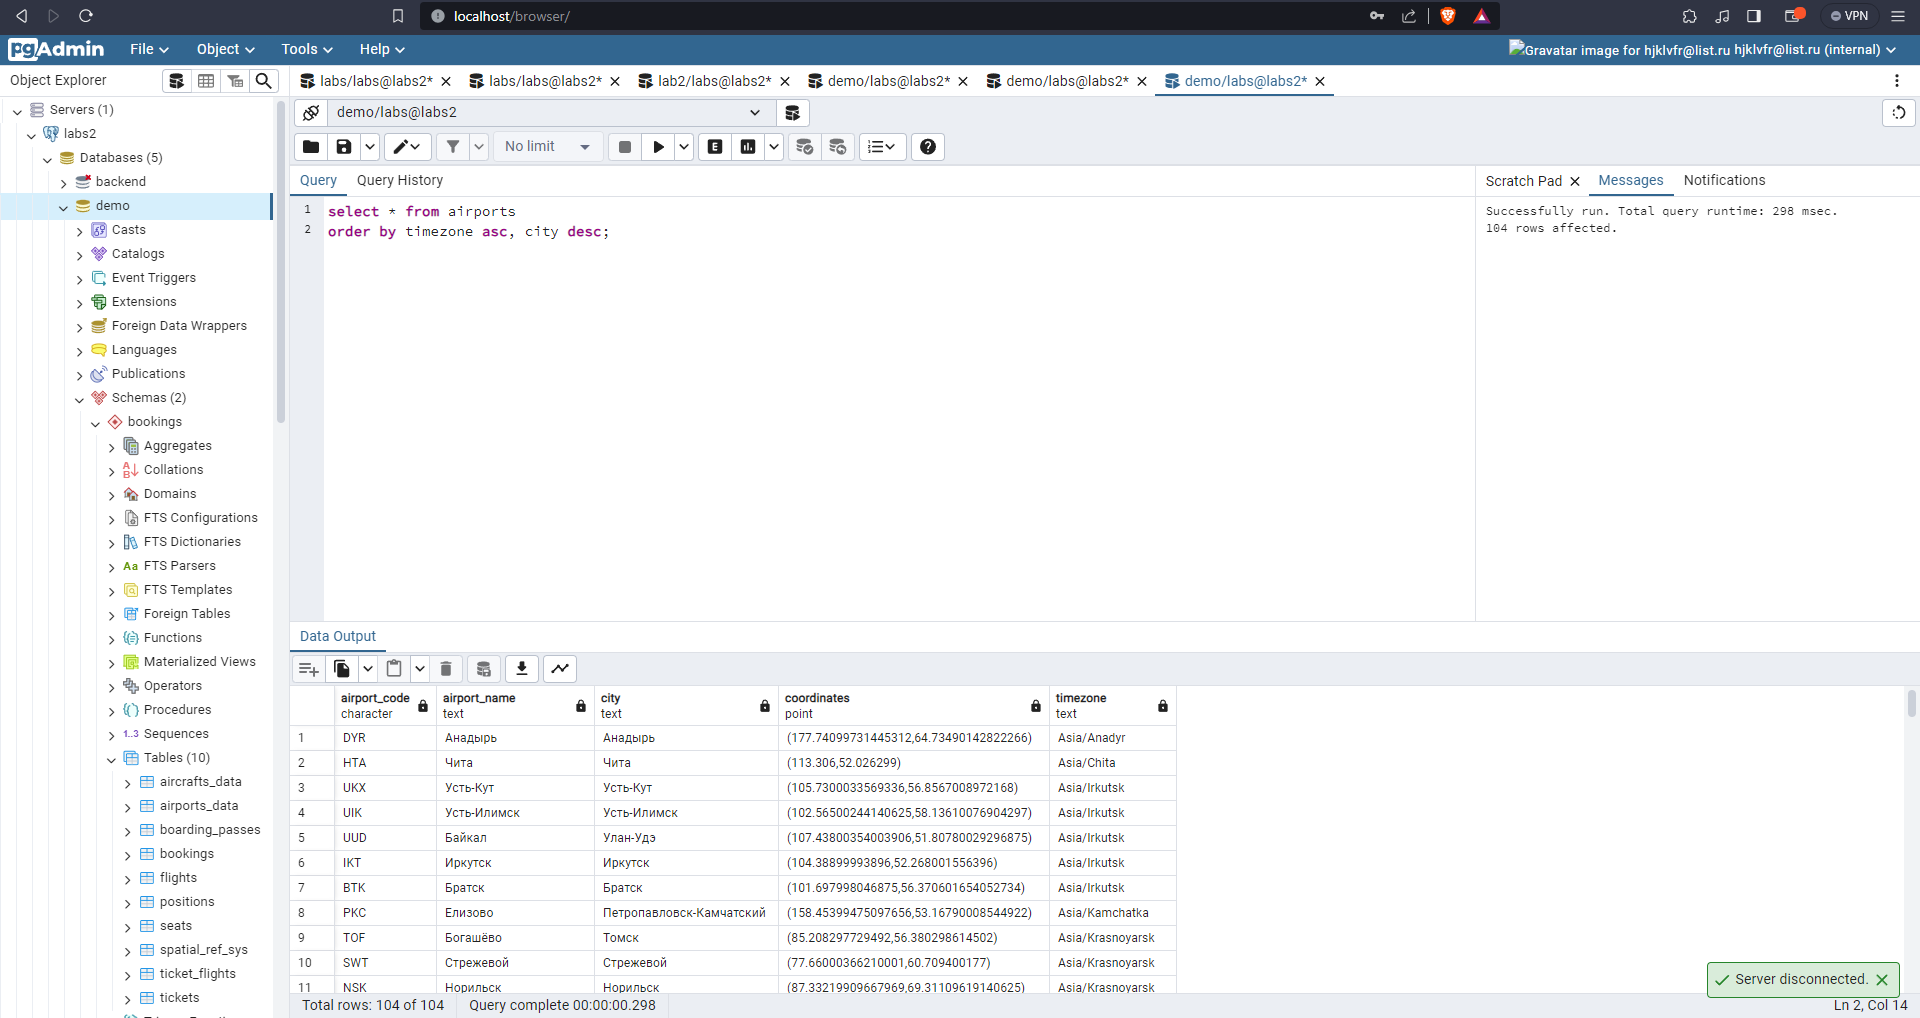 localhost/browser/
VPN
pgAdmin
File
Object
Tools
Help
Gravatar image for hjklvfr@list.ru hjklvfr@list.ru (internal)
Object Explorer
labs/labs@labs2*
labs/labs@labs2*
lab2/labs@labs2*
demo/labs@labs2*
demo/labs@labs2*
demo/labs@labs2*
Servers (1)
labs2
Databases (5)
backend
demo
Casts
Catalogs
Event Triggers
Extensions
Foreign Data Wrappers
Languages
Publications
Schemas (2)
bookings
Aggregates
Collations
Domains
FTS Configurations
FTS Dictionaries
Aa FTS Parsers
FTS Templates
Foreign Tables
Functions
Materialized Views
Operators
Procedures
1..3 Sequences
Tables (10)
aircrafts_data
airports_data
boarding_passes
bookings
flights
positions
seats
spatial_ref_sys
ticket_flights
tickets
demo/labs@labs2
No limit
E
Query
Query History
1 select * from airports
2 order by timezone asc, city desc;
Scratch Pad
Messages
Notifications
Successfully run. Total query runtime: 298 msec.
104 rows affected.
Data Output
airport_code character
airport_name text
city text
coordinates point
timezone text
1 DYR Анадырь Анадырь (177.74099731445312,64.73490142822266) Asia/Anadyr
2 HTA Чита Чита (113.306,52.026299) Asia/Chita
3 UKX Усть-Кут Усть-Кут (105.7300033569336,56.8567008972168) Asia/Irkutsk
4 UIK Усть-Илимск Усть-Илимск (102.56500244140625,58.13610076904297) Asia/Irkutsk
5 UUD Байкал Улан-Удэ (107.43800354003906,51.80780029296875) Asia/Irkutsk
6 IKT Иркутск Иркутск (104.38899993896,52.268001556396) Asia/Irkutsk
7 BTK Братск Братск (101.697998046875,56.370601654052734) Asia/Irkutsk
8 PKC Елизово Петропавловск-Камчатский (158.45399475097656,53.16790008544922) Asia/Kamchatka
9 TOF Богашёво Томск (85.208297729492,56.380298614502) Asia/Krasnoyarsk
10 SWT Стрежевой Стрежевой (77.66000366210001,60.709400177) Asia/Krasnoyarsk
11 NSK Норильск Норильск (87.33219909667969,69.31109619140625) Asia/Krasnoyarsk
Total rows: 104 of 104
Query complete 00:00:00.298
Server disconnected.
Ln 2, Col 14